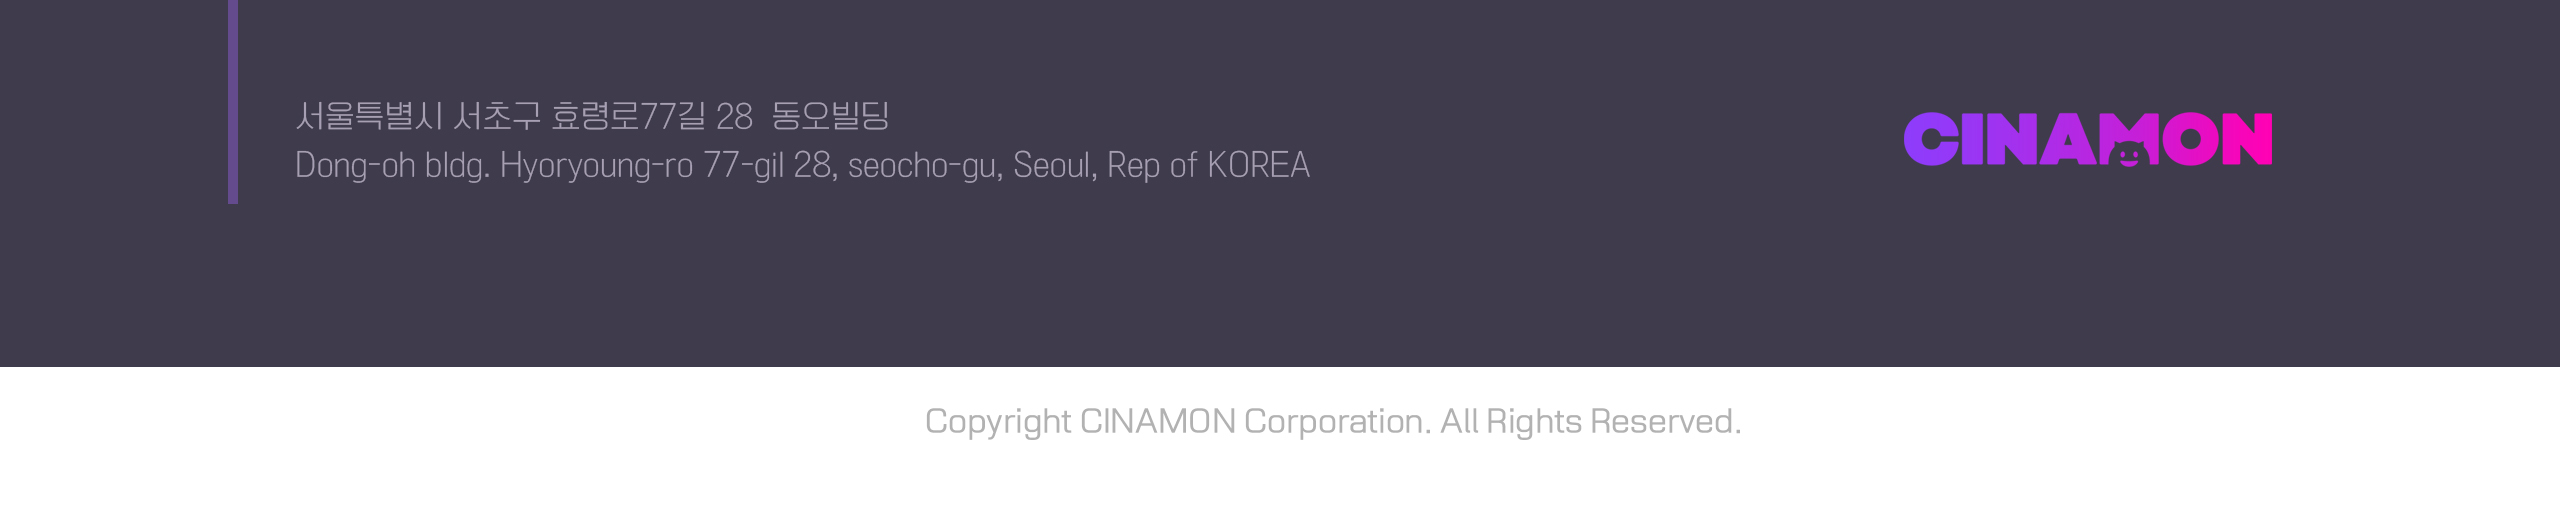 서울특별시 서초구 효령로77길 28  동오빌딩
Dong-oh bldg. Hyoryoung-ro 77-gil 28, seocho-gu, Seoul, Rep of KOREA
CINAMON
Copyright CINAMON Corporation. All Rights Reserved.